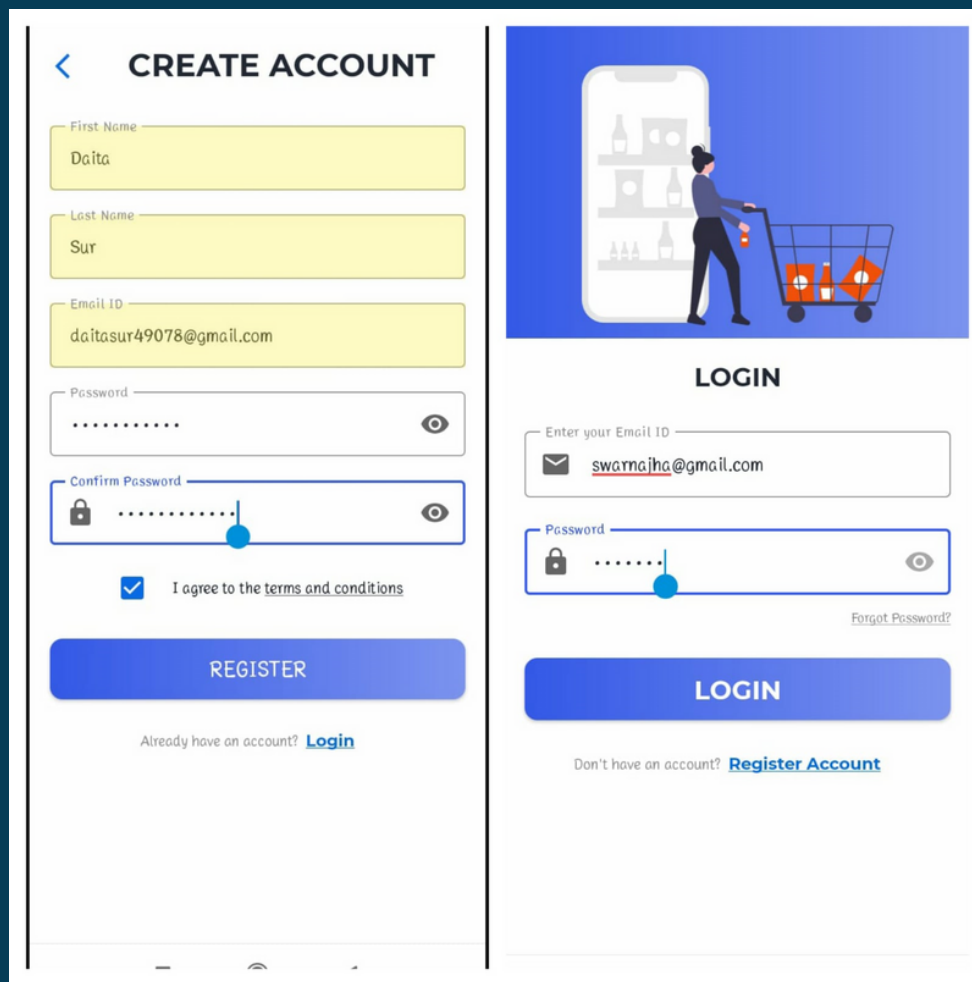 CREATE ACCOUNT
First Name
Daita
Last Name
Sur
Email ID
daitasur49078@gmail.com
Password
Confirm Password
I agree to the terms and conditions
REGISTER
Already have an account? Login
LOGIN
Enter your Email ID
swarnajha@gmail.com
Password
Forgot Password?
LOGIN
Don't have an account? Register Account